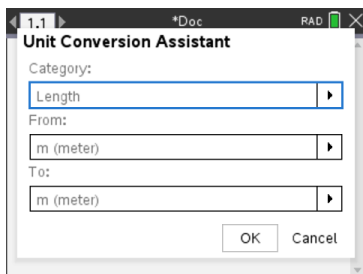 1.1 *Doc RAD
Unit Conversion Assistant
Category:
Length
From:
m (meter)
To:
m (meter)
OK Cancel